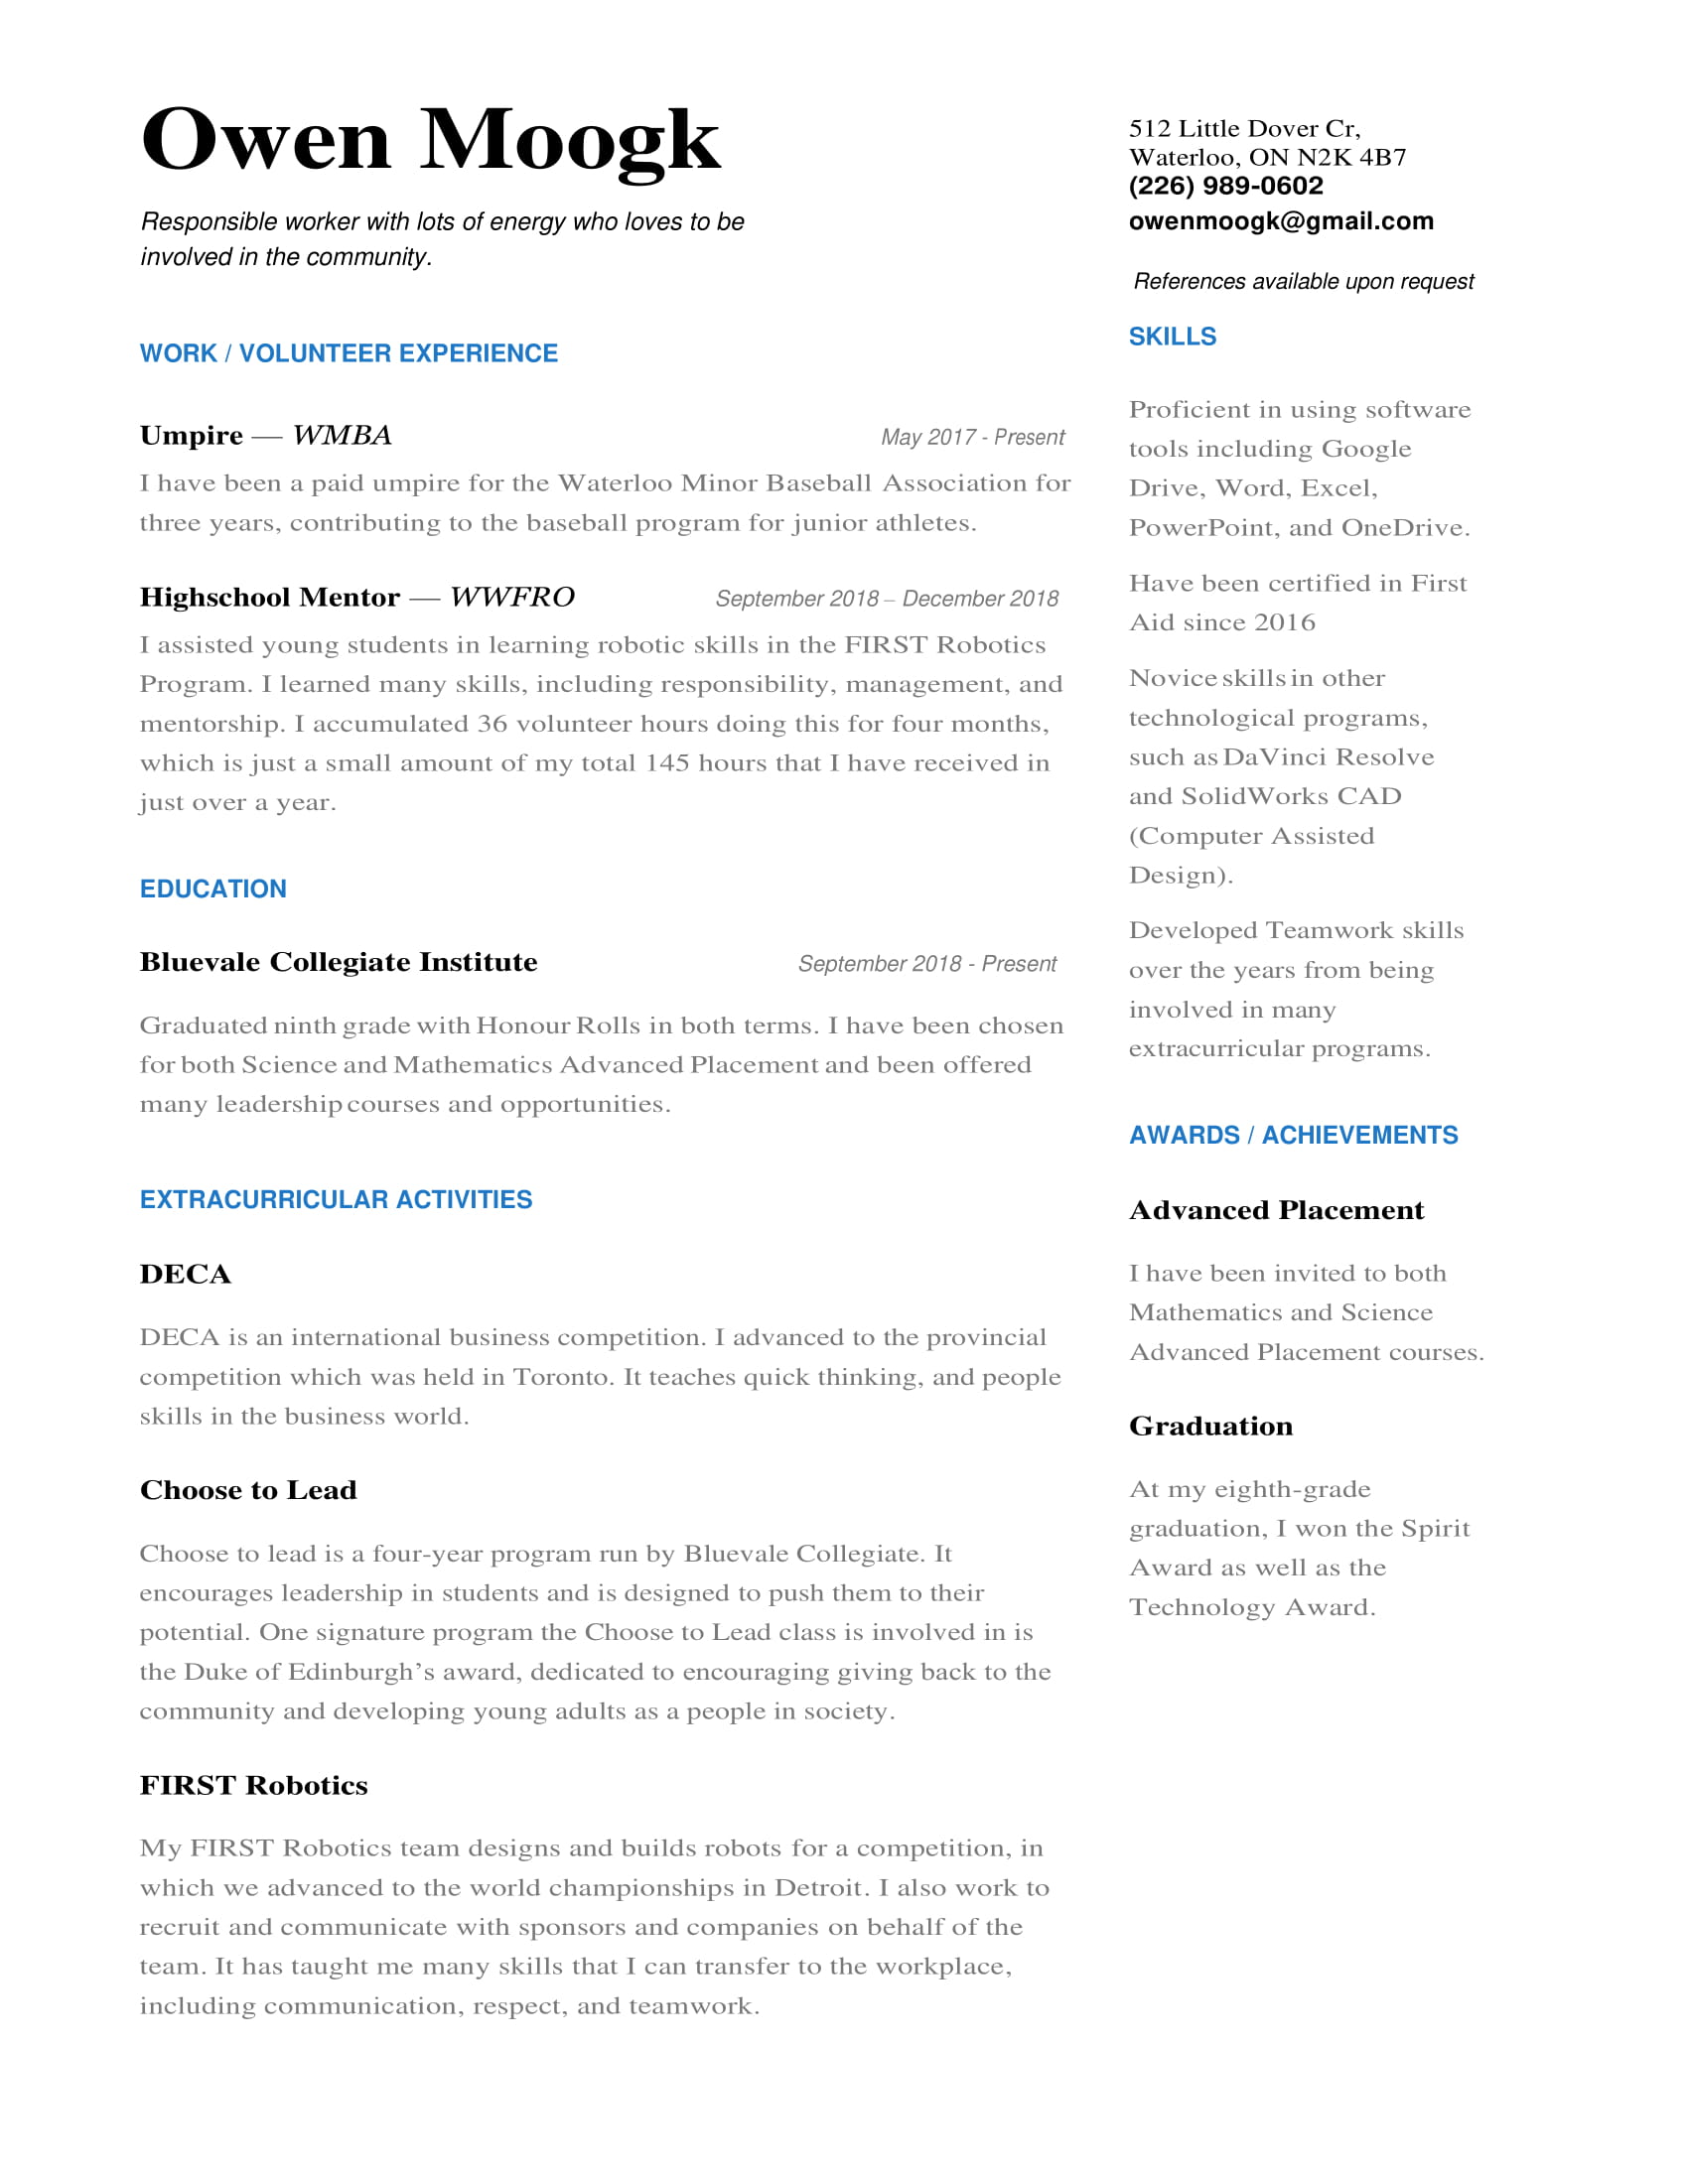 Owen Moogk
Responsible worker with lots of energy who loves to be
involved in the community.
512 Little Dover Cr,
Waterloo, ON N2K 4B7
(226) 989-0602
owenmoogk@gmail.com
References available upon request
WORK / VOLUNTEER EXPERIENCE
Umpire — WMBA May 2017 - Present
I have been a paid umpire for the Waterloo Minor Baseball Association for
three years, contributing to the baseball program for junior athletes.
Highschool Mentor — WWFRO September 2018 – December 2018
I assisted young students in learning robotic skills in the FIRST Robotics
Program. I learned many skills, including responsibility, management, and
mentorship. I accumulated 36 volunteer hours doing this for four months,
which is just a small amount of my total 145 hours that I have received in
just over a year.
EDUCATION
Bluevale Collegiate Institute September 2018 - Present
Graduated ninth grade with Honour Rolls in both terms. I have been chosen
for both Science and Mathematics Advanced Placement and been offered
many leadership courses and opportunities.
EXTRACURRICULAR ACTIVITIES
DECA
DECA is an international business competition. I advanced to the provincial
competition which was held in Toronto. It teaches quick thinking, and people
skills in the business world.
Choose to Lead
Choose to lead is a four-year program run by Bluevale Collegiate. It
encourages leadership in students and is designed to push them to their
potential. One signature program the Choose to Lead class is involved in is
the Duke of Edinburgh’s award, dedicated to encouraging giving back to the
community and developing young adults as a people in society.
FIRST Robotics
My FIRST Robotics team designs and builds robots for a competition, in
which we advanced to the world championships in Detroit. I also work to
recruit and communicate with sponsors and companies on behalf of the
team. It has taught me many skills that I can transfer to the workplace,
including communication, respect, and teamwork.
SKILLS
Proficient in using software
tools including Google
Drive, Word, Excel,
PowerPoint, and OneDrive.
Have been certified in First
Aid since 2016
Novice skills in other
technological programs,
such as DaVinci Resolve
and SolidWorks CAD
(Computer Assisted
Design).
Developed Teamwork skills
over the years from being
involved in many
extracurricular programs.
AWARDS / ACHIEVEMENTS
Advanced Placement
I have been invited to both
Mathematics and Science
Advanced Placement courses.
Graduation
At my eighth-grade
graduation, I won the Spirit
Award as well as the
Technology Award.